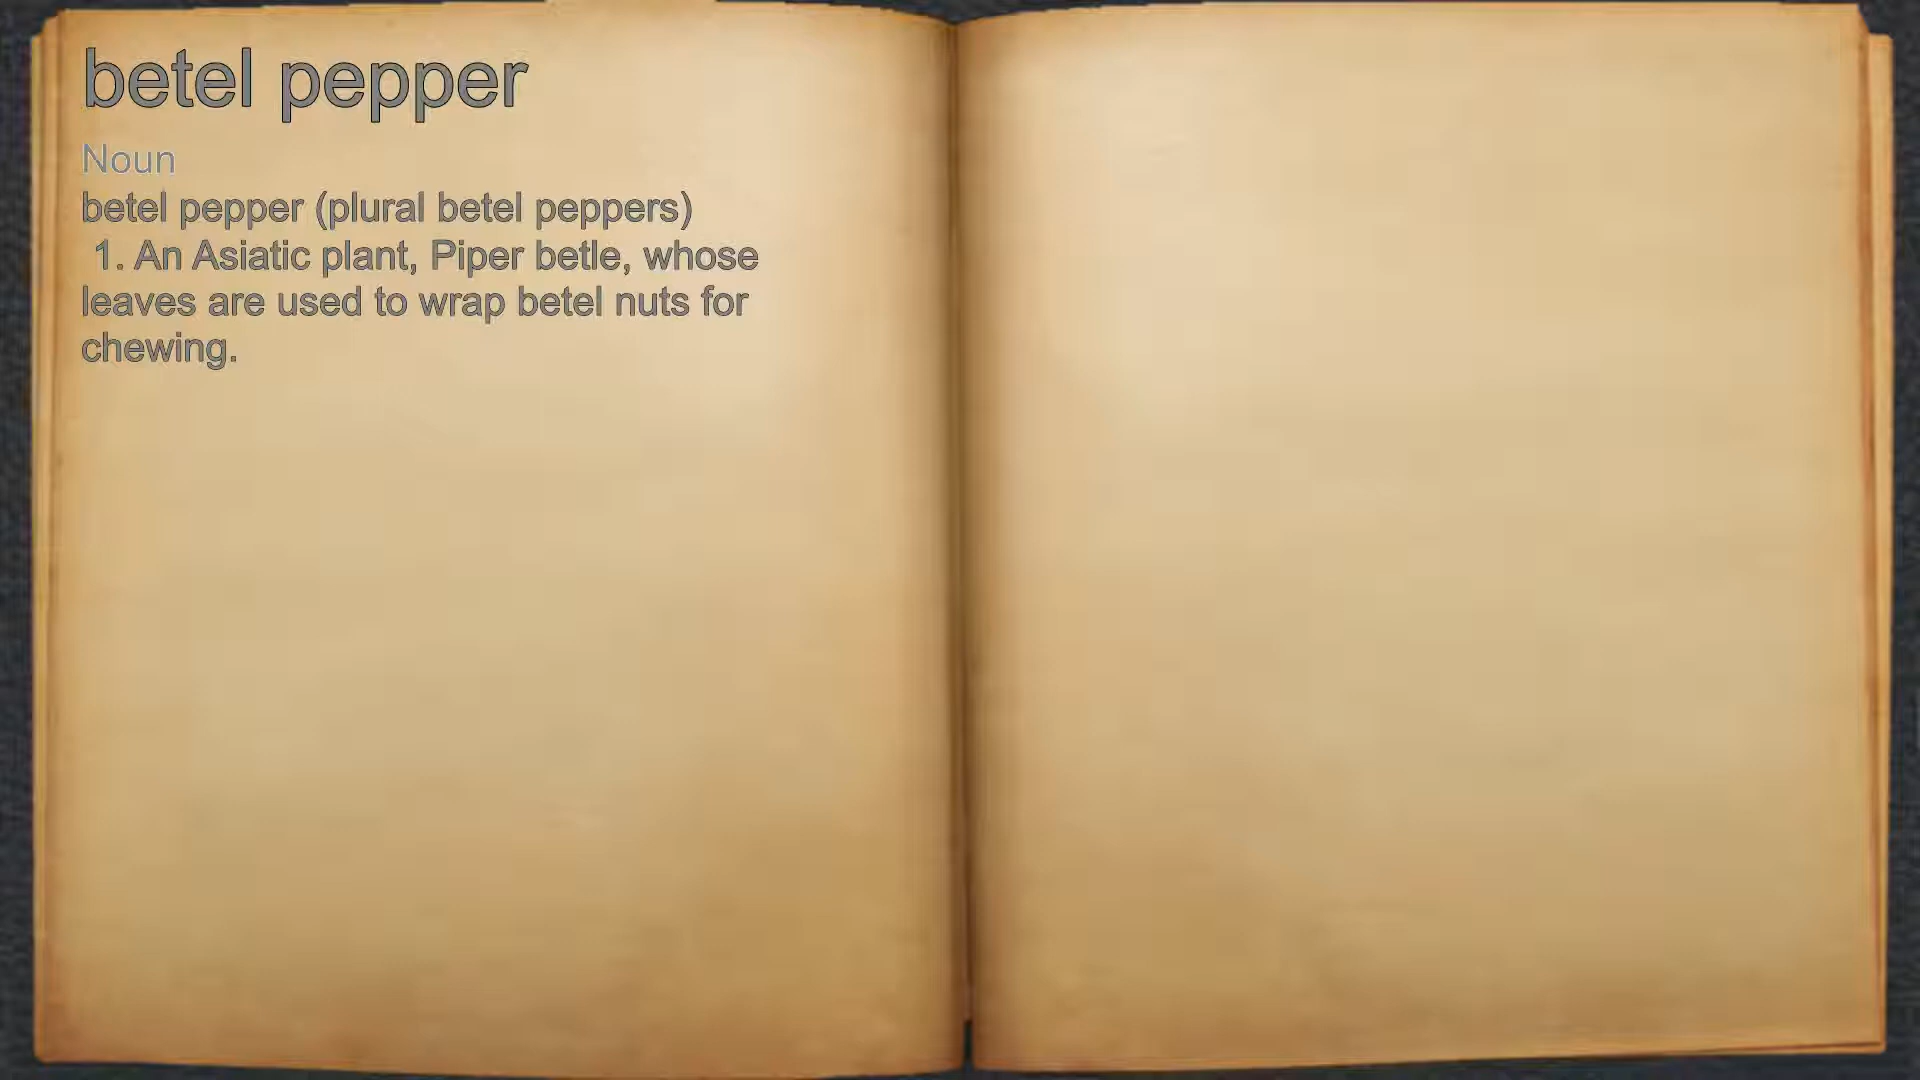 betel pepper
Noun
betel pepper (plural betel peppers)
1. An Asiatic plant, Piper betle, whose
leaves are used to wrap betel nuts for
chewing.